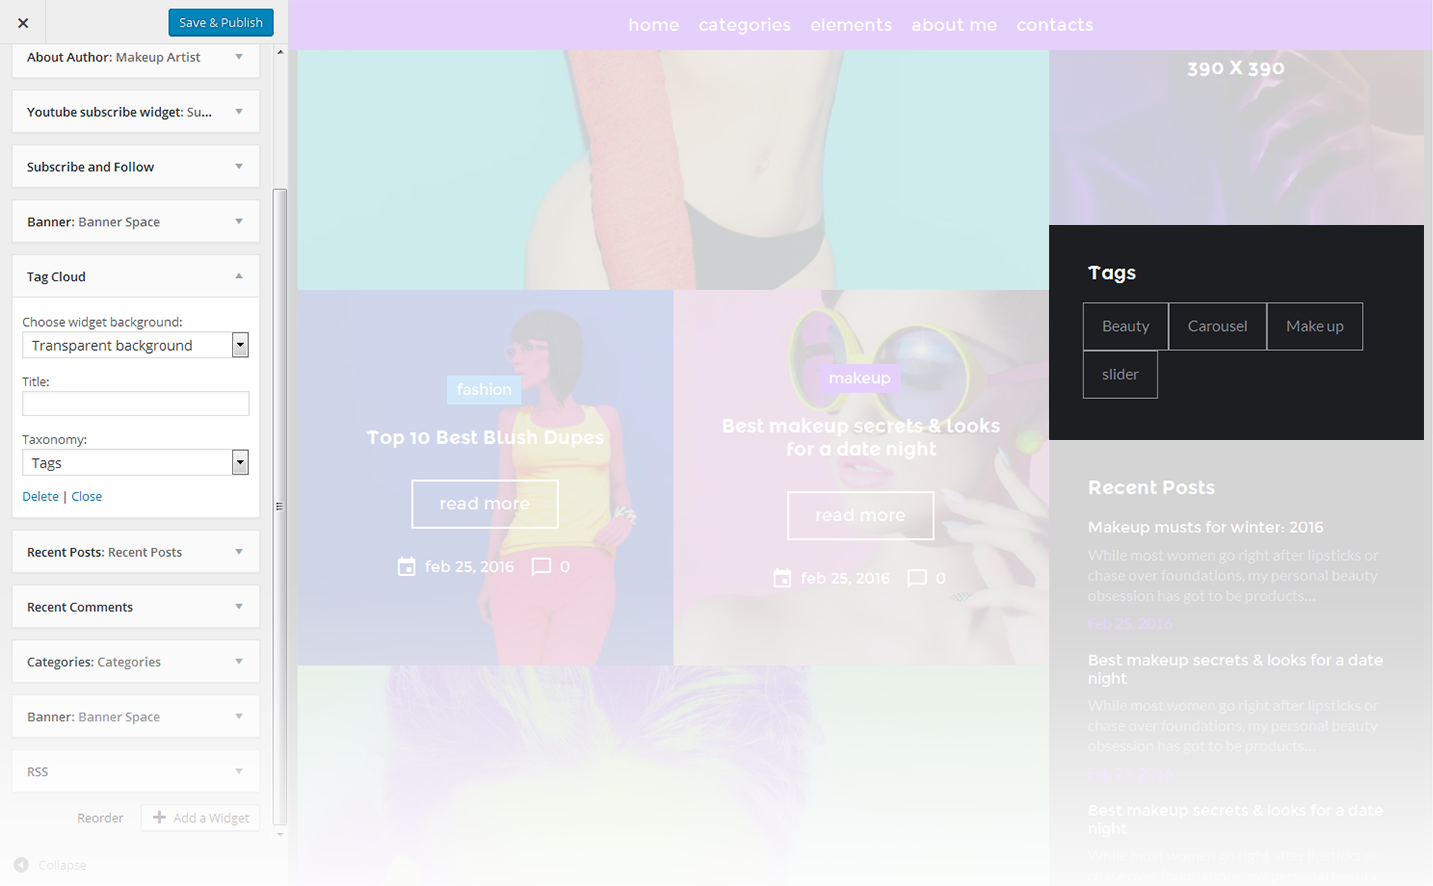 Save & Publish
About Author: Makeup Artist
Youtube subscribe widget: Su...
Subscribe and Follow
Banner: Banner Space
Tag Cloud
Choose widget background:
Transparent background
Title:
Taxonomy:
Tags
Delete | Close
Recent Posts: Recent Posts
Recent Comments
Categories: Categories
Banner: Banner Space
RSS
Reorder
Add a Widget
Collapse
home categories elements about me contacts
390 X 390
fashion
Top 10 Best Blush Dupes
read more
feb 25, 2016 0
makeup
Best makeup secrets & looks
for a date night
read more
feb 25, 2016 0
Tags
Beauty Carousel Make up
slider
Recent Posts
Makeup musts for winter: 2016
While most women go right after lipsticks or
chase over foundations, my personal beauty
obsession has got to be products...
Feb 25, 2016
Best makeup secrets & looks for a date
night
While most women go right after lipsticks or
chase over foundations, my personal beauty
obsession has got to be products...
Best makeup secrets & looks for a date
night